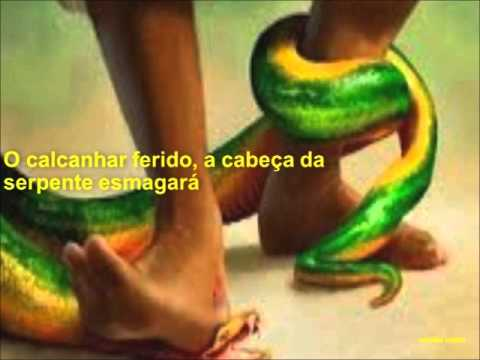 O calcanhar ferido, a cabeça da
serpente esmagará